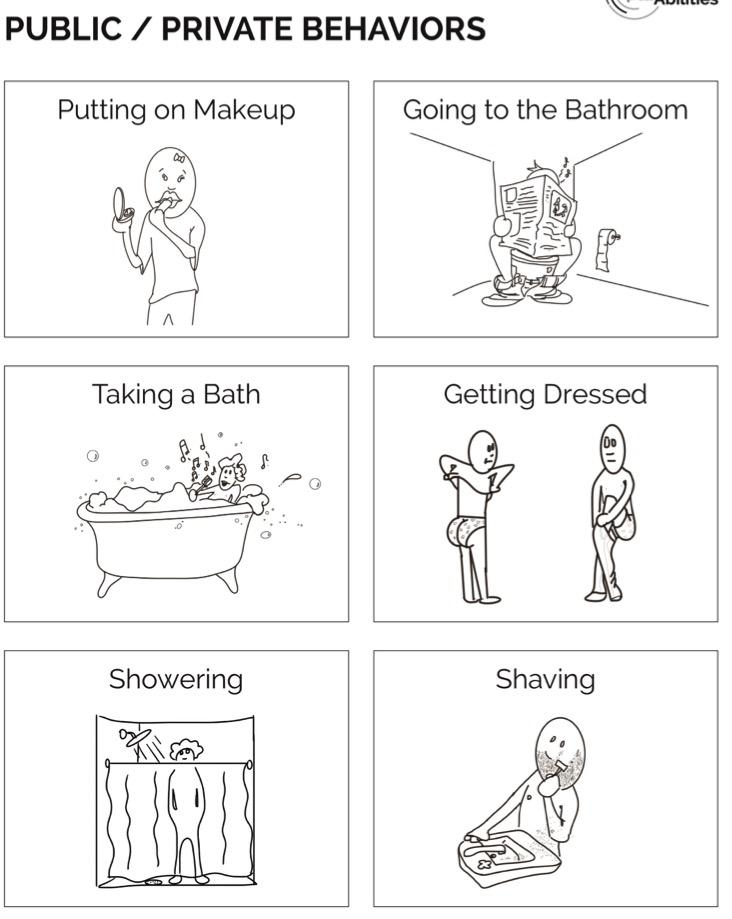 Abilities
PUBLIC / PRIVATE BEHAVIORS
Putting on Makeup
Going to the Bathroom
Taking a Bath
Getting Dressed
Showering
Shaving